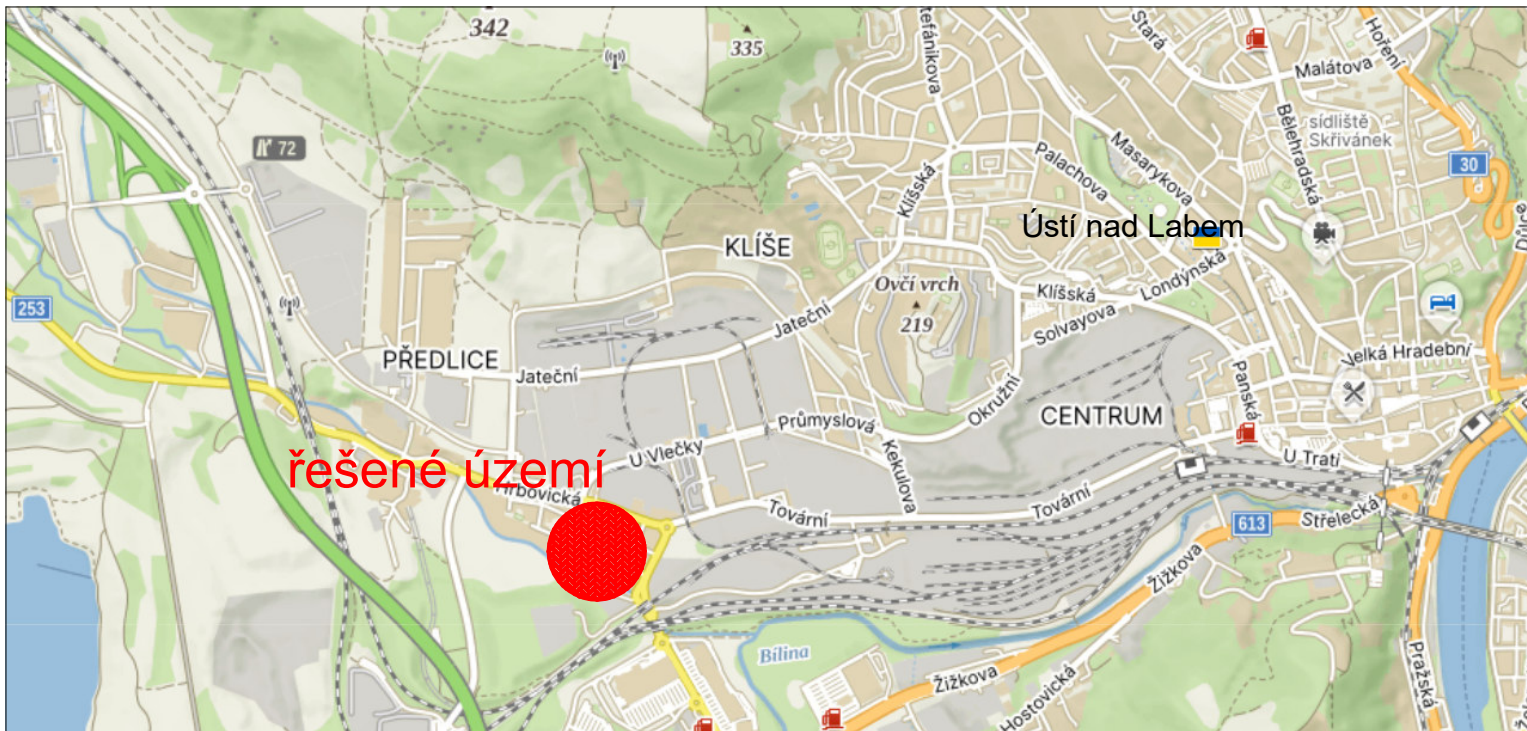 342
335
Štefánikova
Stará
Malátova
Hoření
Bělehradská
sídliště
Skřivánek
72
Klíšská
Palachova
Masarykova
30
Ústí nad Labem
KLÍŠE
Ovčí vrch
219
Klíšská
Londýnská
Solvayova
253
PŘEDLICE
Jateční
Jateční
Velká Hradební
Panská
Okružní
CENTRUM
Průmyslová
Kekulova
U Vlečky
U Trati
řešené území
Hrbovická
Tovární
Tovární
613
Střelecká
Žižkova
Bílina
Žižkova
Hostovická
Pražská